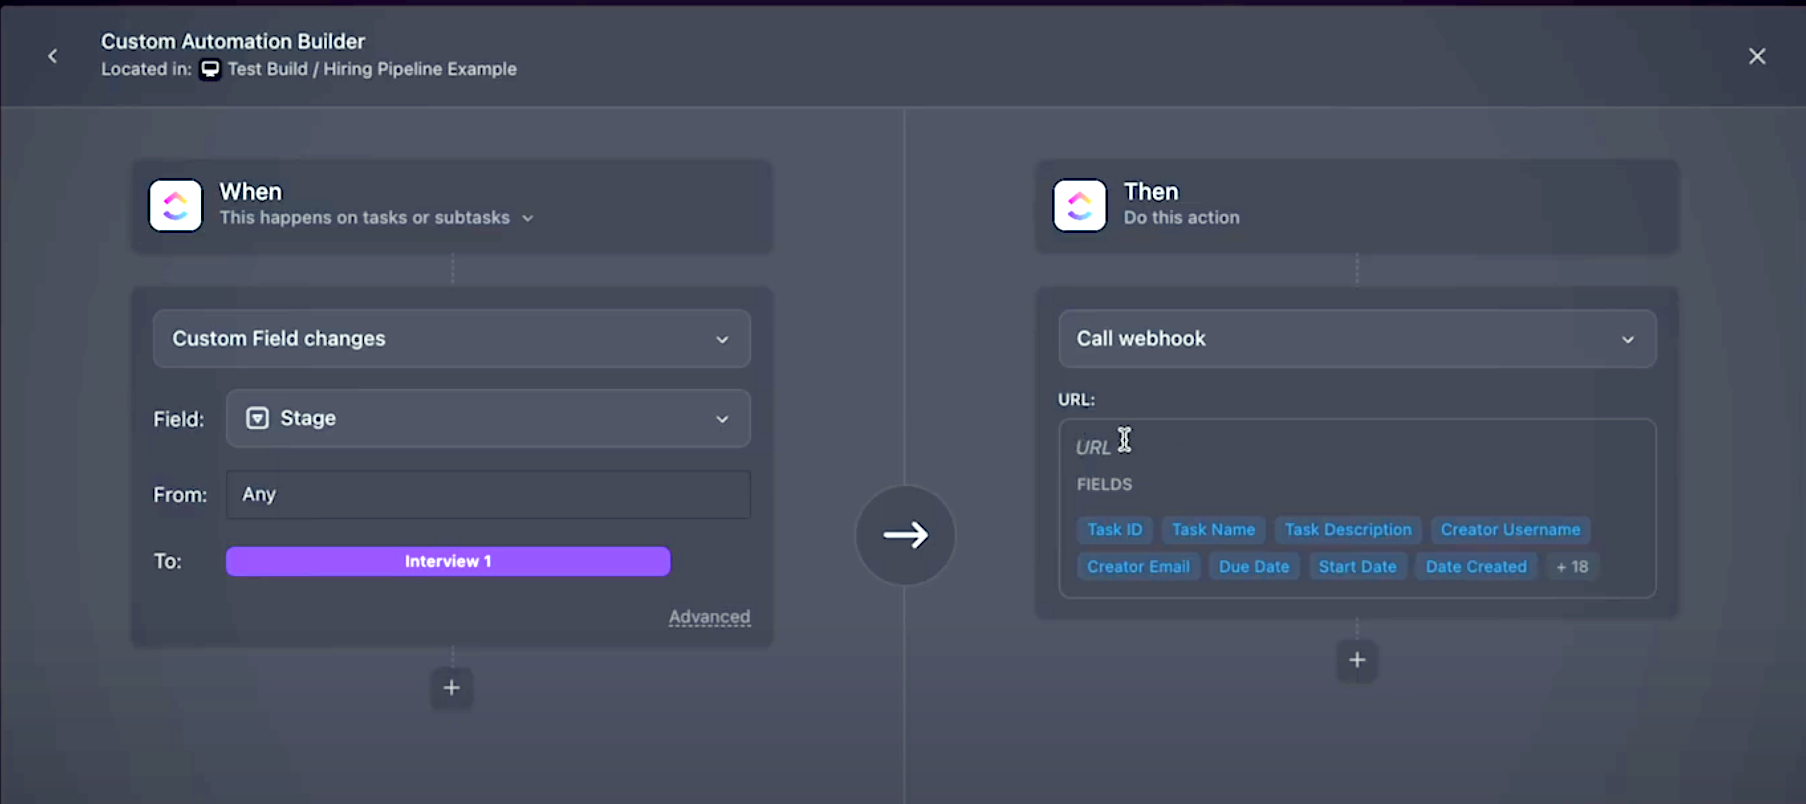 Custom Automation Builder
Located in: Test Build / Hiring Pipeline Example
When
This happens on tasks or subtasks
Custom Field changes
Field: Stage
From: Any
To: Interview 1
Advanced
Then
Do this action
Call webhook
URL:
URL
FIELDS
Task ID Task Name Task Description Creator Username
Creator Email Due Date Start Date Date Created + 18